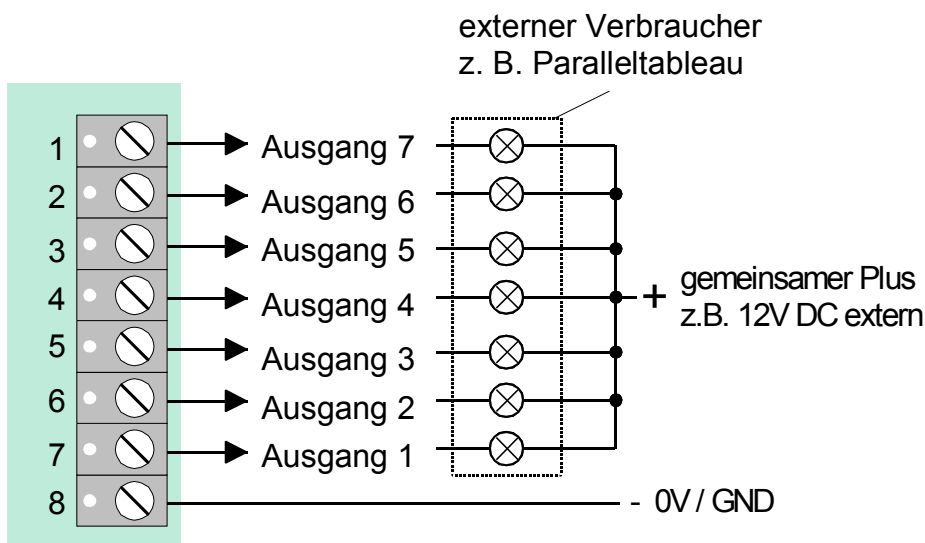 externer Verbraucher
z. B. Paralleltableau
1 Ausgang 7
2 Ausgang 6
3 Ausgang 5
4 Ausgang 4
5 Ausgang 3
6 Ausgang 2
7 Ausgang 1
8 - 0V / GND
+ gemeinsamer Plus
z.B. 12V DC extern